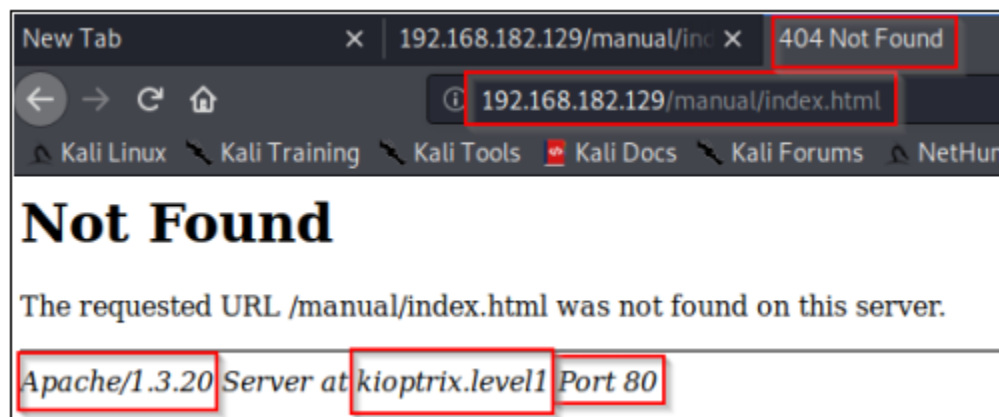 New Tab 192.168.182.129/manual/ind 404 Not Found
192.168.182.129/manual/index.html
Kali Linux Kali Training Kali Tools Kali Docs Kali Forums NetHun
Not Found
The requested URL /manual/index.html was not found on this server.
Apache/1.3.20 Server at kioptrix.level1 Port 80